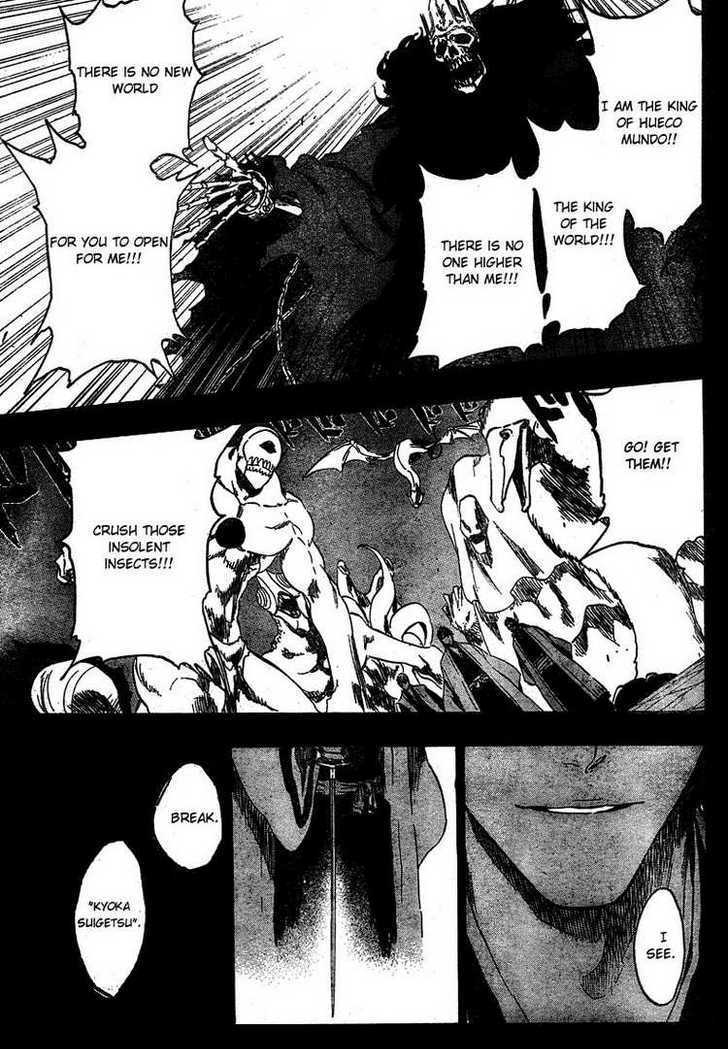 I AM THE KING
OF HUECO
MUNDO!!
THE KING
OF THE
WORLD!!!
THERE IS NO
ONE HIGHER
THAN ME!!!
THERE IS NO NEW
WORLD
FOR YOU TO OPEN
FOR ME!!!
GO! GET
THEM!!
CRUSH THOSE
INSOLENT
INSECTS!!!
I
SEE.
BREAK.
"KYOKA
SUIGETSU".